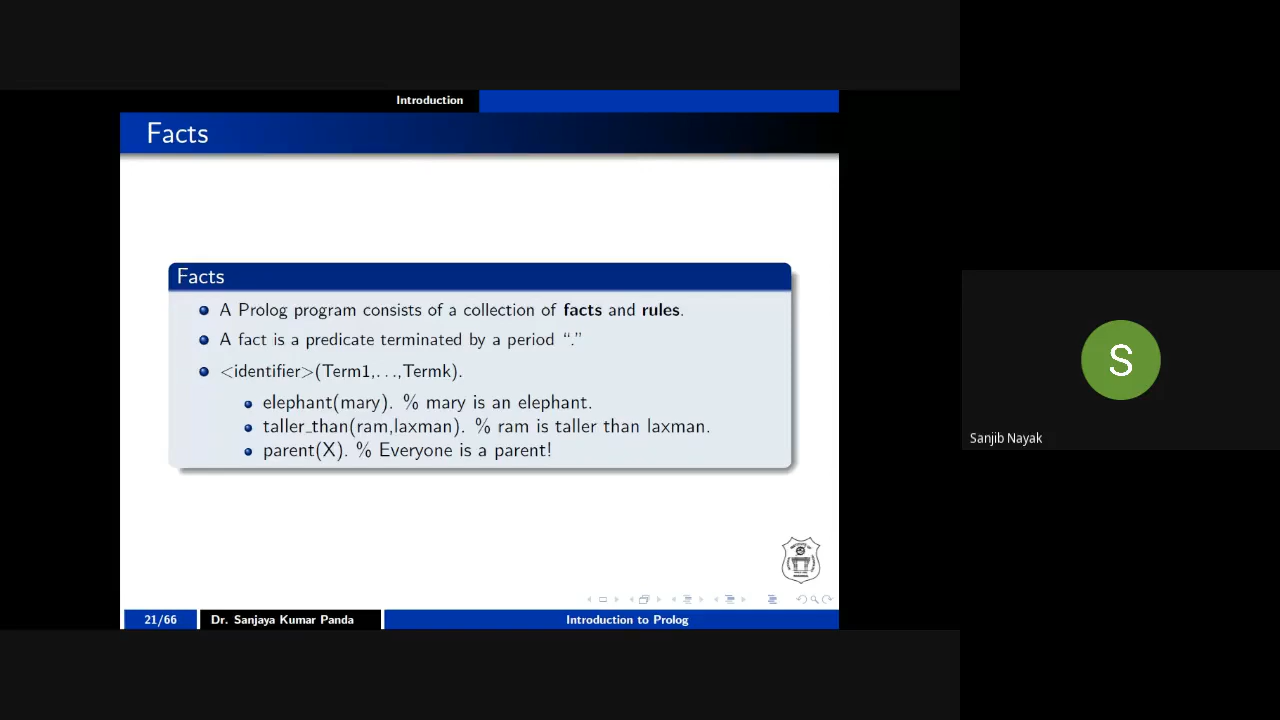 Introduction
Facts
Facts
A Prolog program consists of a collection of facts and rules.
A fact is a predicate terminated by a period “.”
<identifier>(Term1,...,Termk).
elephant(mary). % mary is an elephant.
taller_than(ram,laxman). % ram is taller than laxman.
parent(X). % Everyone is a parent!
21/66
Dr. Sanjaya Kumar Panda
Introduction to Prolog
S
Sanjib Nayak